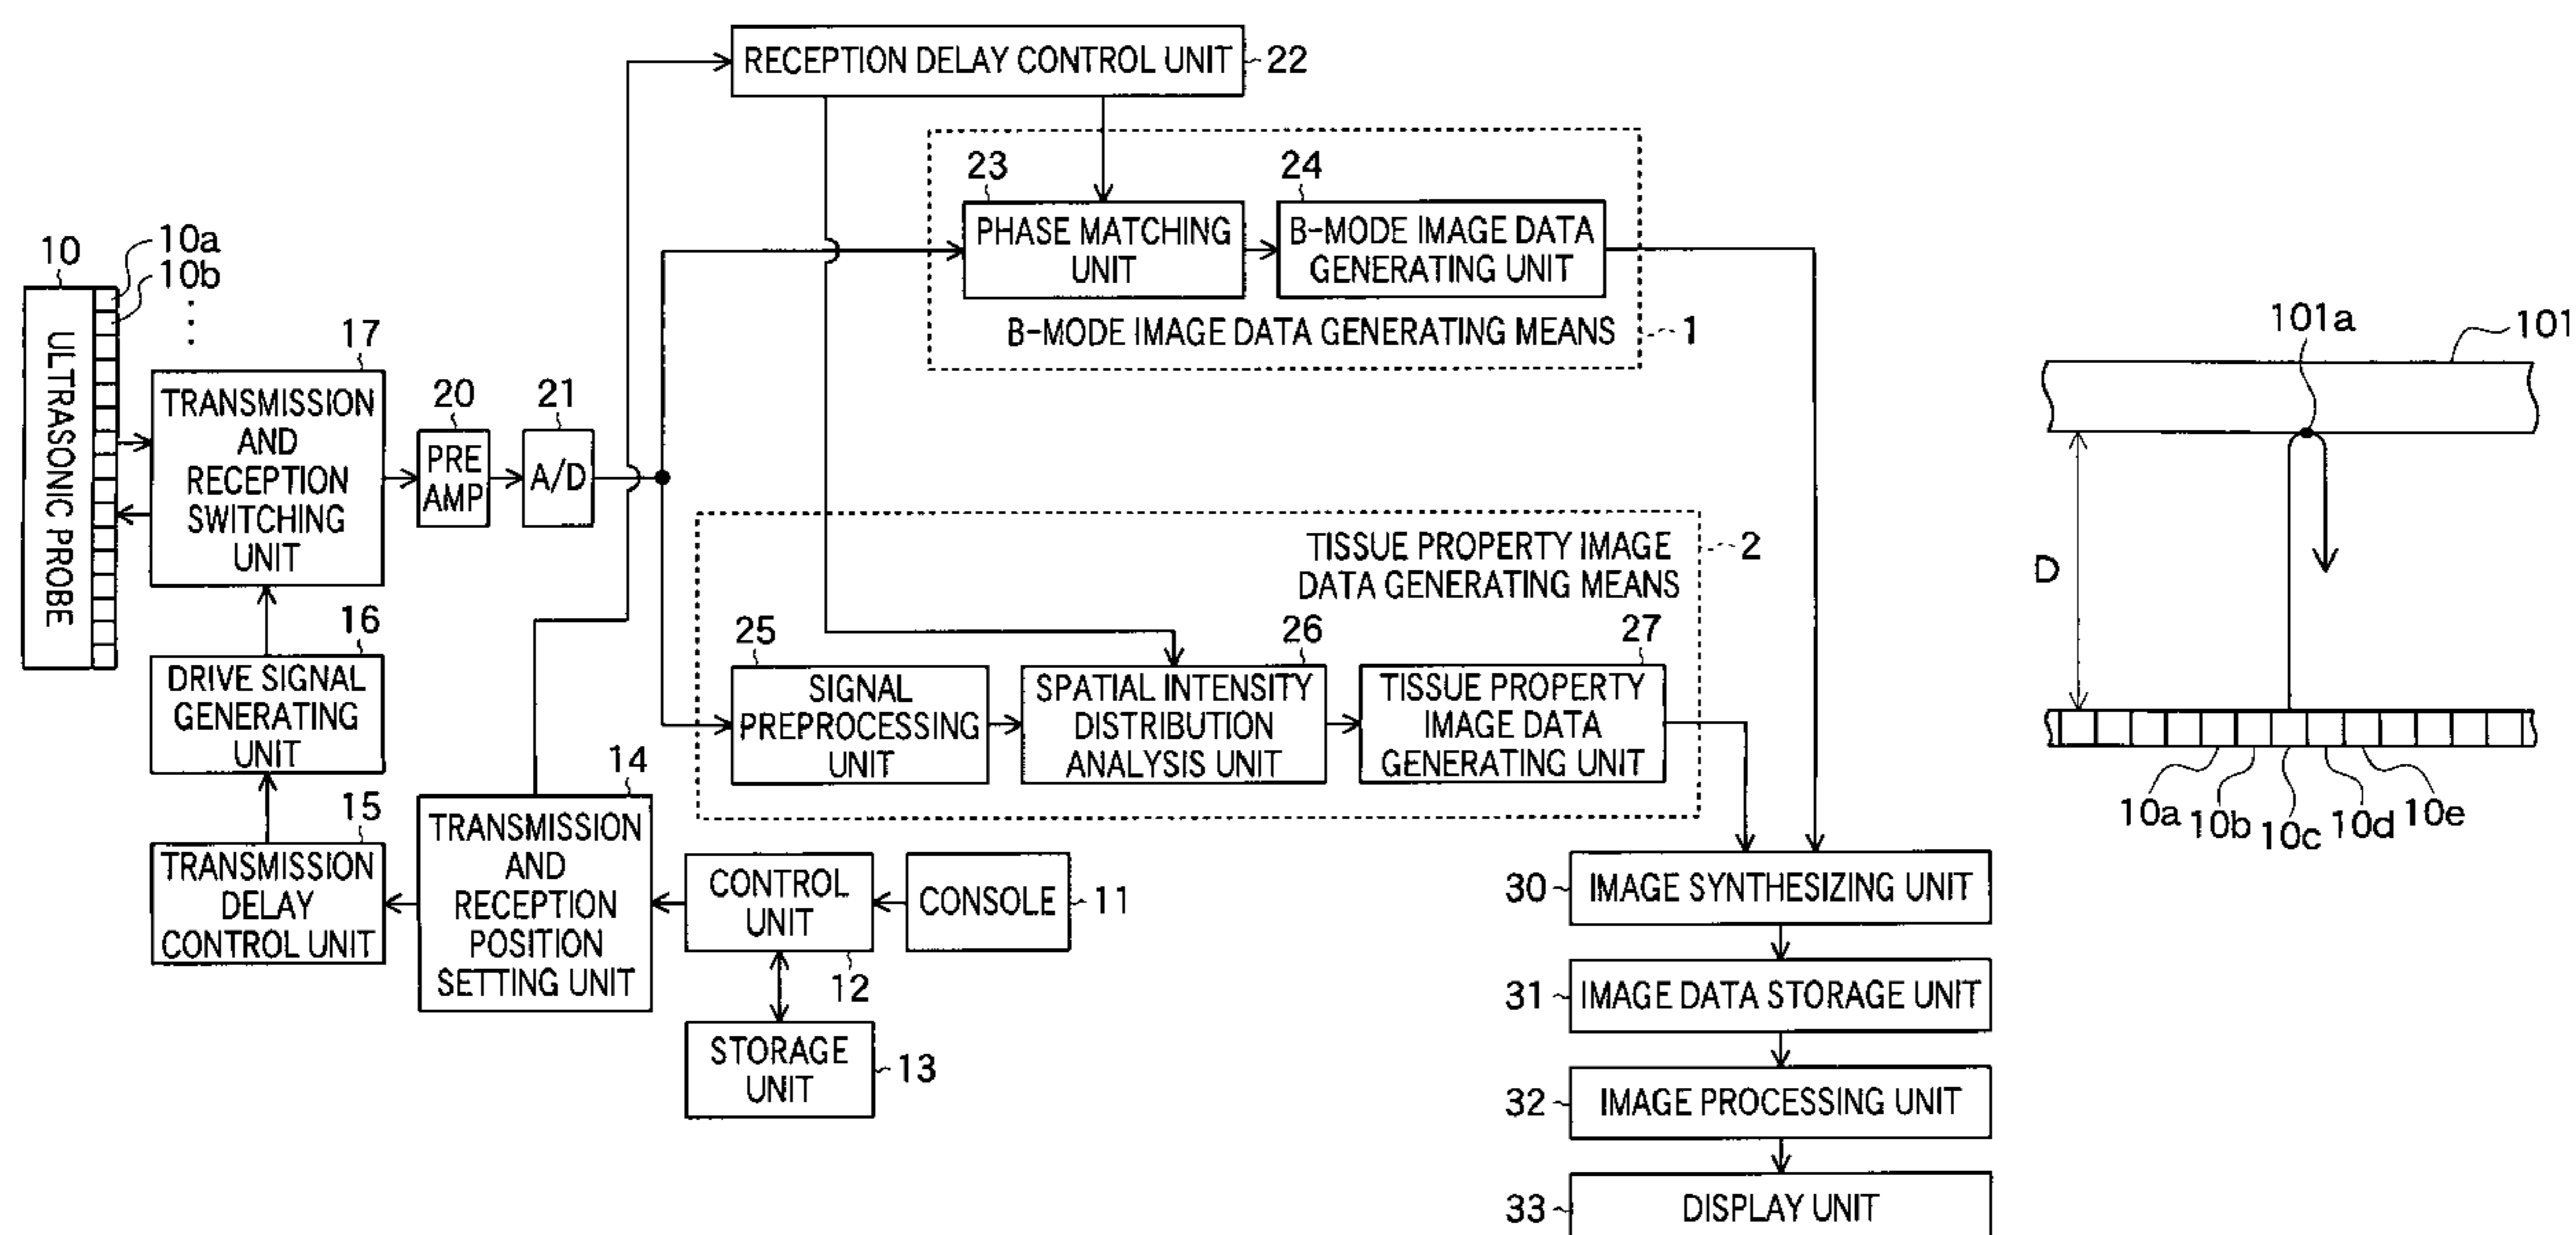 RECEPTION DELAY CONTROL UNIT
22
23
24
PHASE MATCHING
UNIT
B-MODE IMAGE DATA
GENERATING UNIT
B-MODE IMAGE DATA GENERATING MEANS
1
10
10a
10b
ULTRASONIC PROBE
17
TRANSMISSION
AND
RECEPTION
SWITCHING
UNIT
20
PRE
AMP
21
A/D
16
DRIVE SIGNAL
GENERATING
UNIT
15
TRANSMISSION
DELAY
CONTROL UNIT
14
TRANSMISSION
AND
RECEPTION
POSITION
SETTING UNIT
TISSUE PROPERTY IMAGE
DATA GENERATING MEANS
2
25
SIGNAL
PREPROCESSING
UNIT
26
SPATIAL INTENSITY
DISTRIBUTION
ANALYSIS UNIT
27
TISSUE PROPERTY
IMAGE DATA
GENERATING UNIT
CONTROL
UNIT
12
CONSOLE
11
STORAGE
UNIT
13
30
IMAGE SYNTHESIZING UNIT
31
IMAGE DATA STORAGE UNIT
32
IMAGE PROCESSING UNIT
33
DISPLAY UNIT
101a
101
D
10a 10b 10c 10d 10e